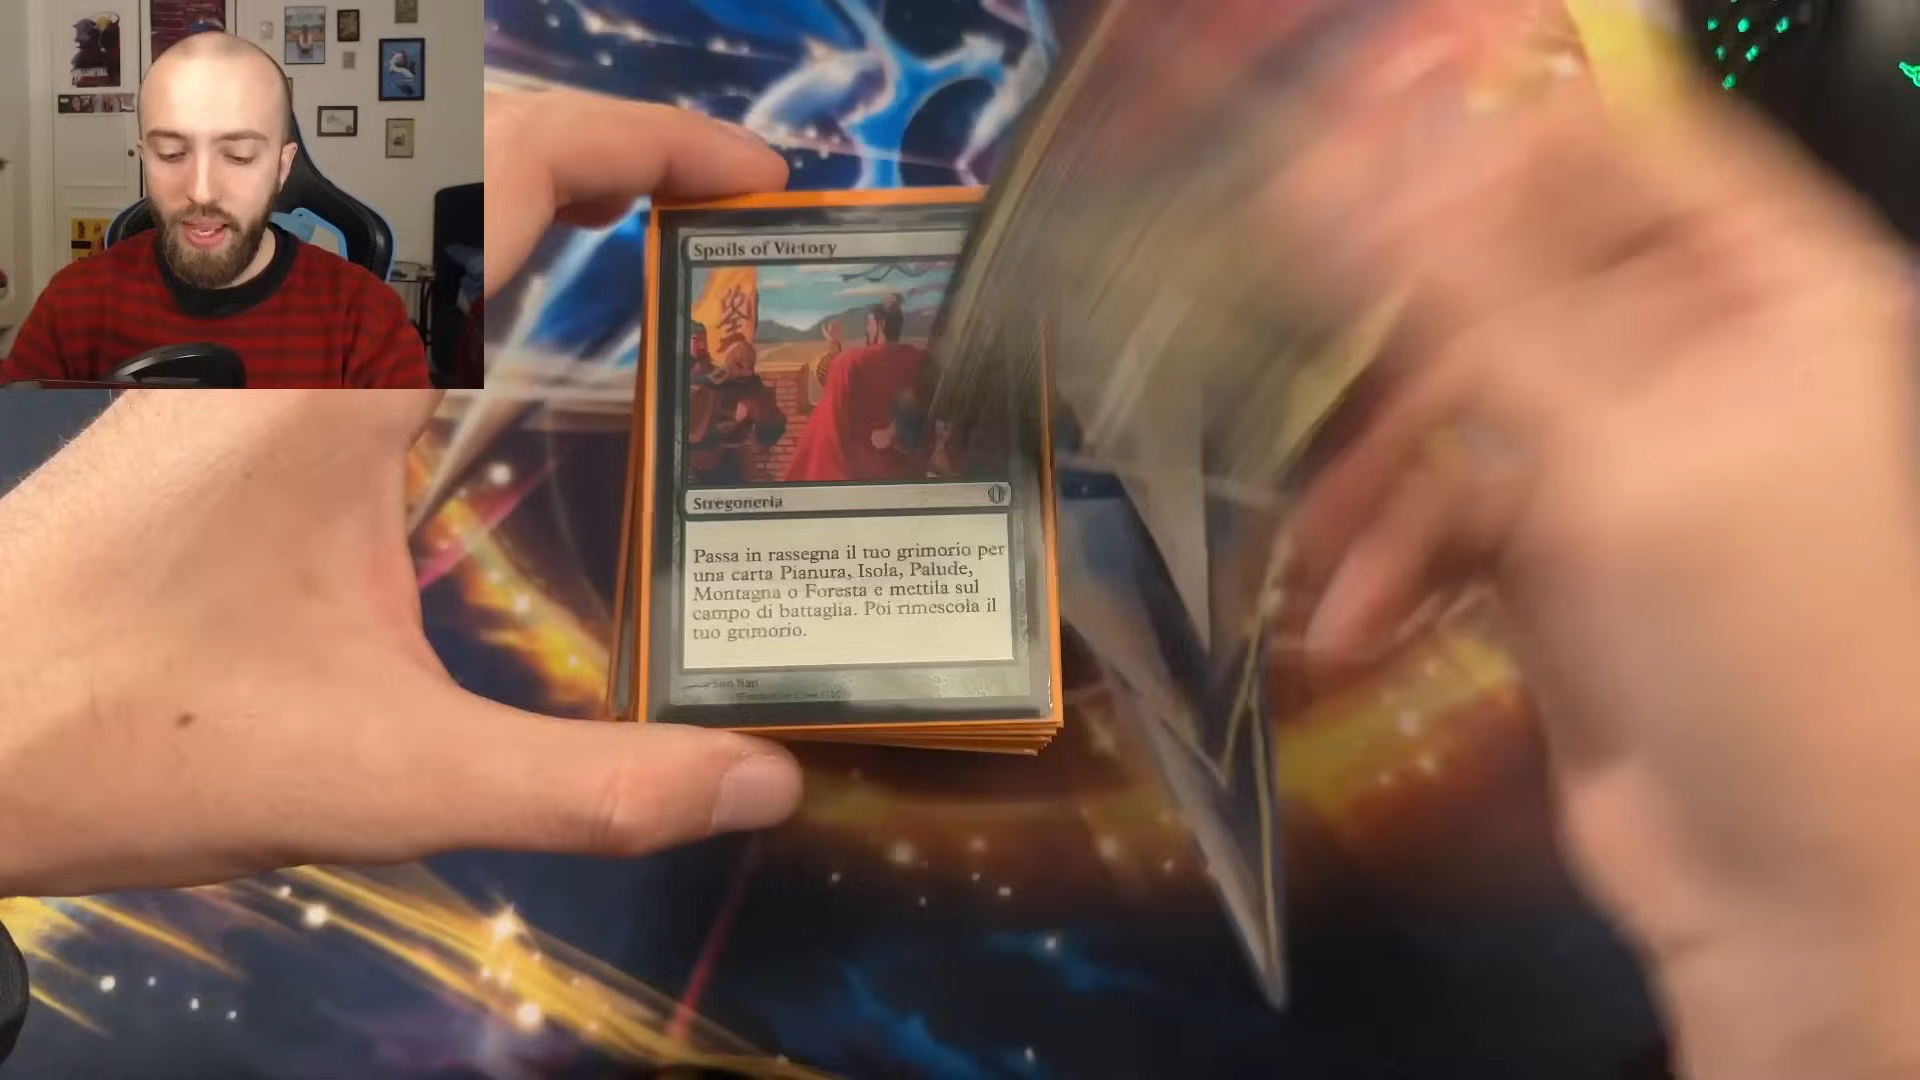 Spoils of Victory
Stregoneria
Passa in rassegna il tuo grimorio per
una carta Pianura, Isola, Palude,
Montagna o Foresta e mettila sul
campo di battaglia. Poi rimescola il
tuo grimorio.